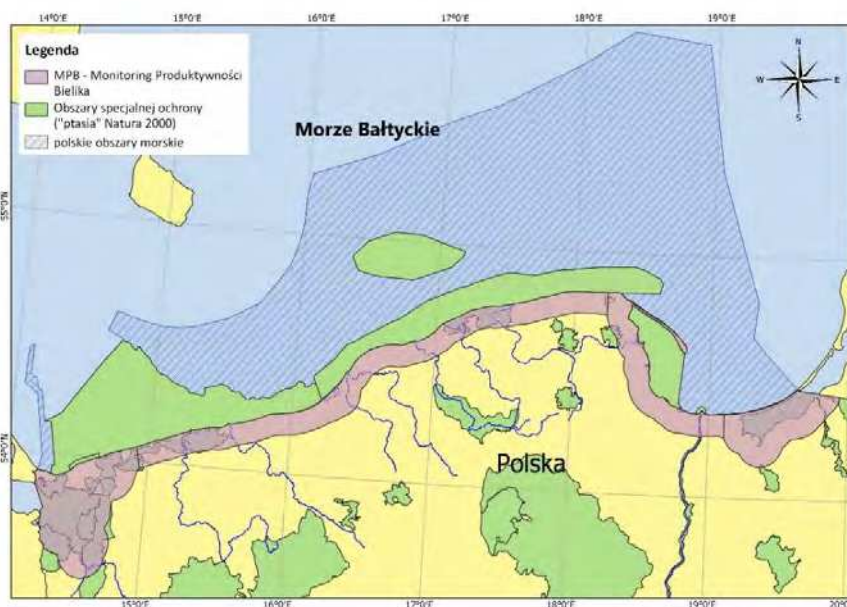 14°0'E 15°0'E 16°0'E 17°0'E 18°0'E 19°0'E
Legenda
MPB - Monitoring Produktywności
Bielika
Obszary specjalnej ochrony
("ptasia" Natura 2000)
polskie obszary morskie
N
W E
S
Morze Bałtyckie
55°0'N
54°0'N
Polska
15°0'E 16°0'E 17°0'E 18°0'E 19°0'E 20°0'E